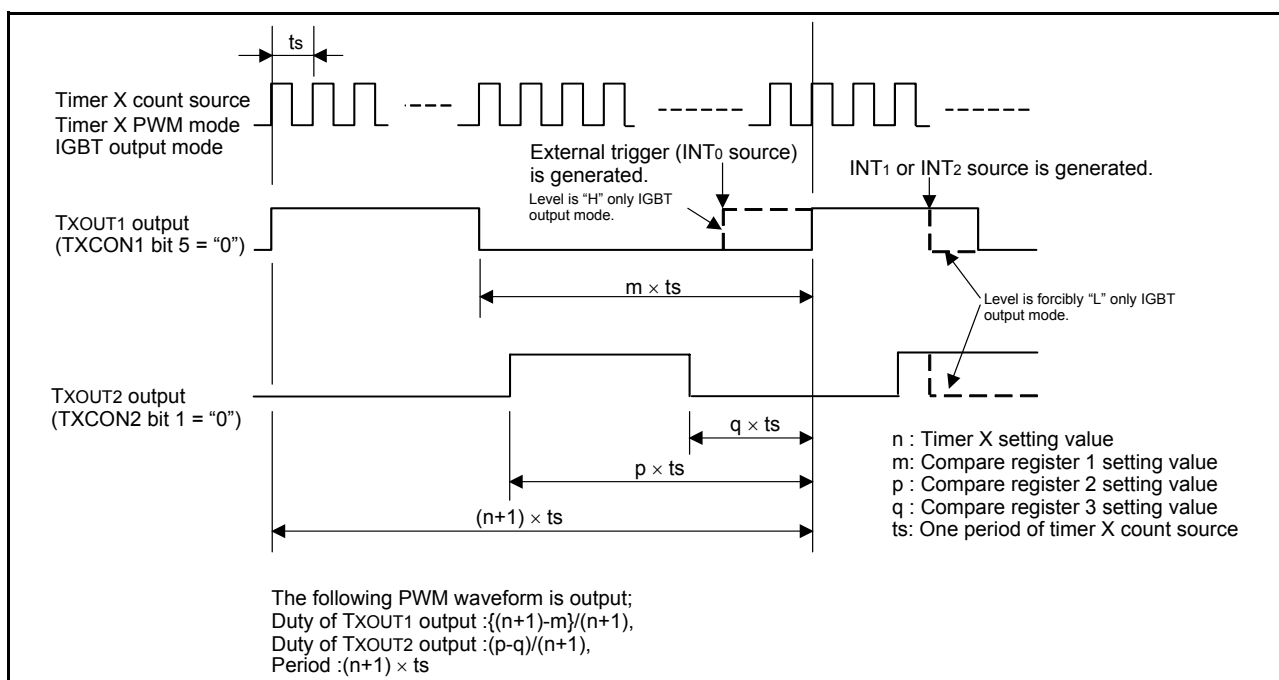 ts
Timer X count source
Timer X PWM mode
IGBT output mode
External trigger (INT0 source)
is generated.
Level is “H” only IGBT
output mode.
INT1 or INT2 source is generated.
TXOUT1 output
(TXCON1 bit 5 = “0”)
m × ts
Level is forcibly “L” only IGBT
output mode.
TXOUT2 output
(TXCON2 bit 1 = “0”)
q × ts
p × ts
(n+1) × ts
n : Timer X setting value
m: Compare register 1 setting value
p : Compare register 2 setting value
q : Compare register 3 setting value
ts: One period of timer X count source
The following PWM waveform is output;
Duty of TXOUT1 output :{(n+1)-m}/(n+1),
Duty of TXOUT2 output :(p-q)/(n+1),
Period :(n+1) × ts